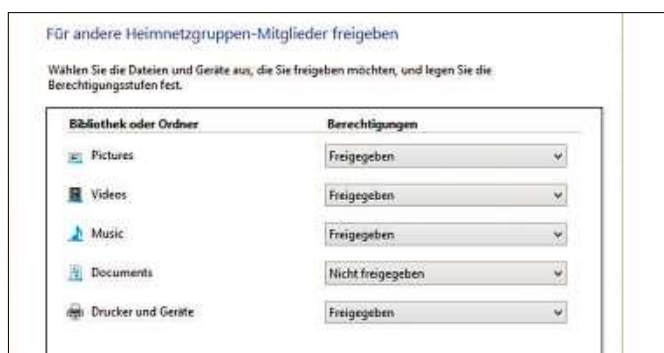 Für andere Heimnetzgruppen-Mitglieder freigeben
Wählen Sie die Dateien und Geräte aus, die Sie freigeben möchten, und legen Sie die
Berechtigungsstufen fest.
Bibliothek oder Ordner Berechtigungen
Pictures Freigegeben
Videos Freigegeben
Music Freigegeben
Documents Nicht freigegeben
Drucker und Geräte Freigegeben